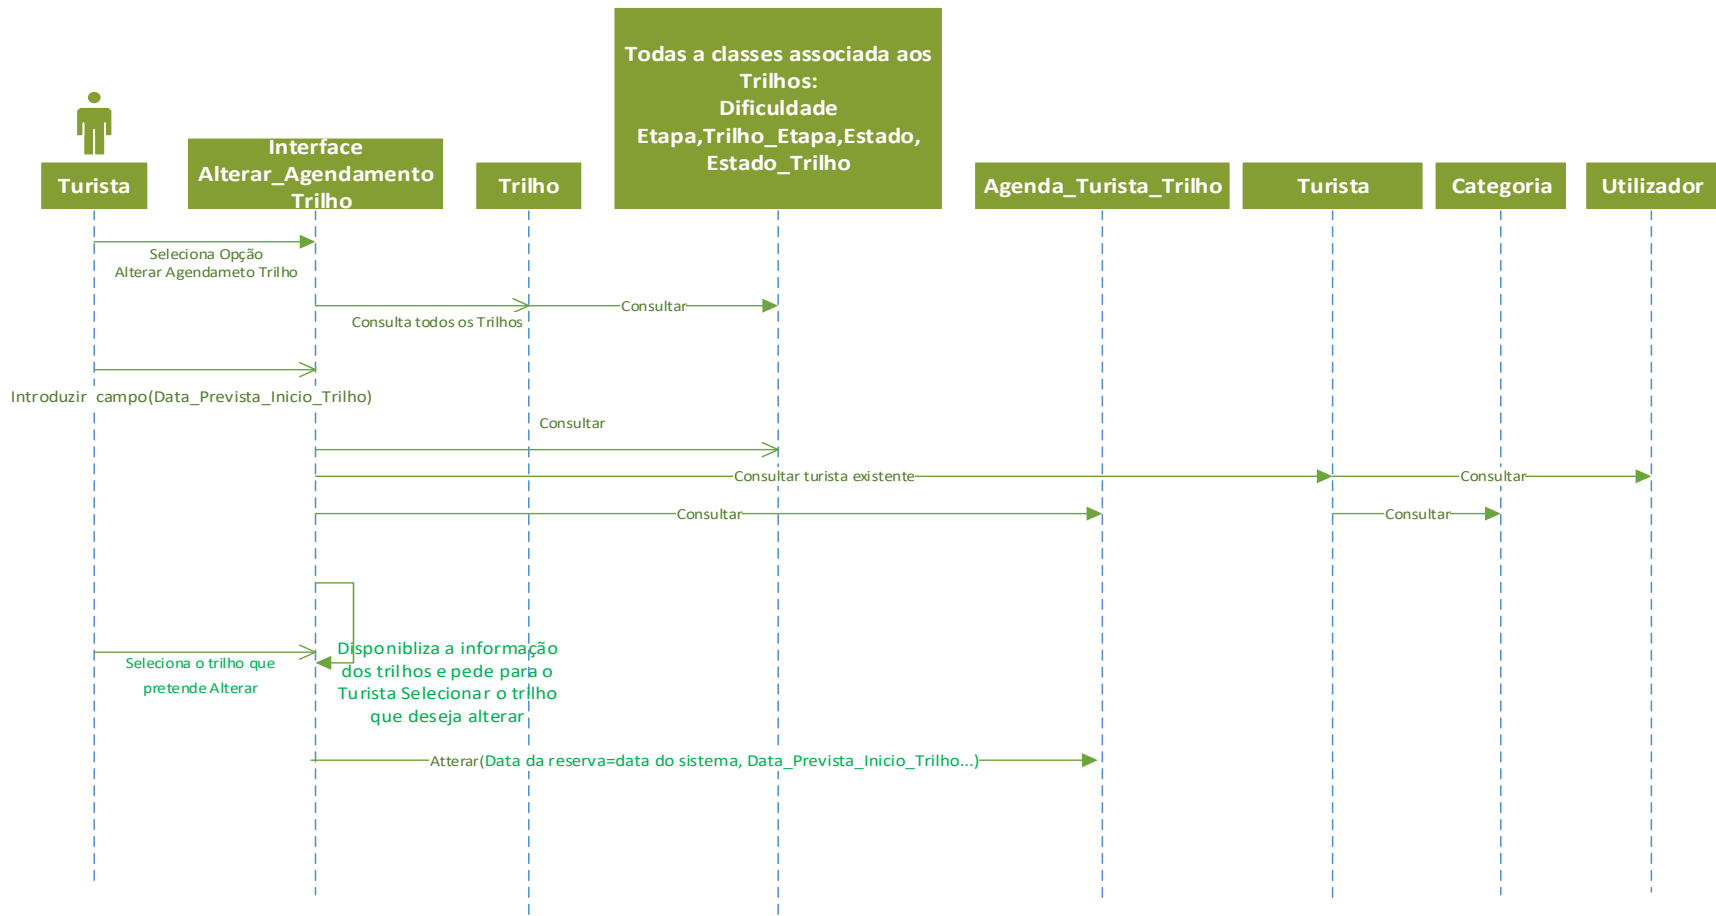 Todas a classes associada aos
Trilhos:
Dificuldade
Etapa,Trilho_Etapa,Estado,
Estado_Trilho
Turista
Interface
Alterar_Agendamento
Trilho
Trilho
Agenda_Turista_Trilho
Turista
Categoria
Utilizador
Seleciona Opção
Alterar Agendameto Trilho
Consulta todos os Trilhos
Consultar
Introduzir campo(Data_Prevista_Inicio_Trilho)
Consultar
Consultar turista existente
Consultar
Consultar
Consultar
Disponibliza a informação
dos trilhos e pede para o
Turista Selecionar o trilho
que deseja alterar
Seleciona o trilho que
pretende Alterar
Atterar(Data da reserva=data do sistema, Data_Prevista_Inicio_Trilho...)